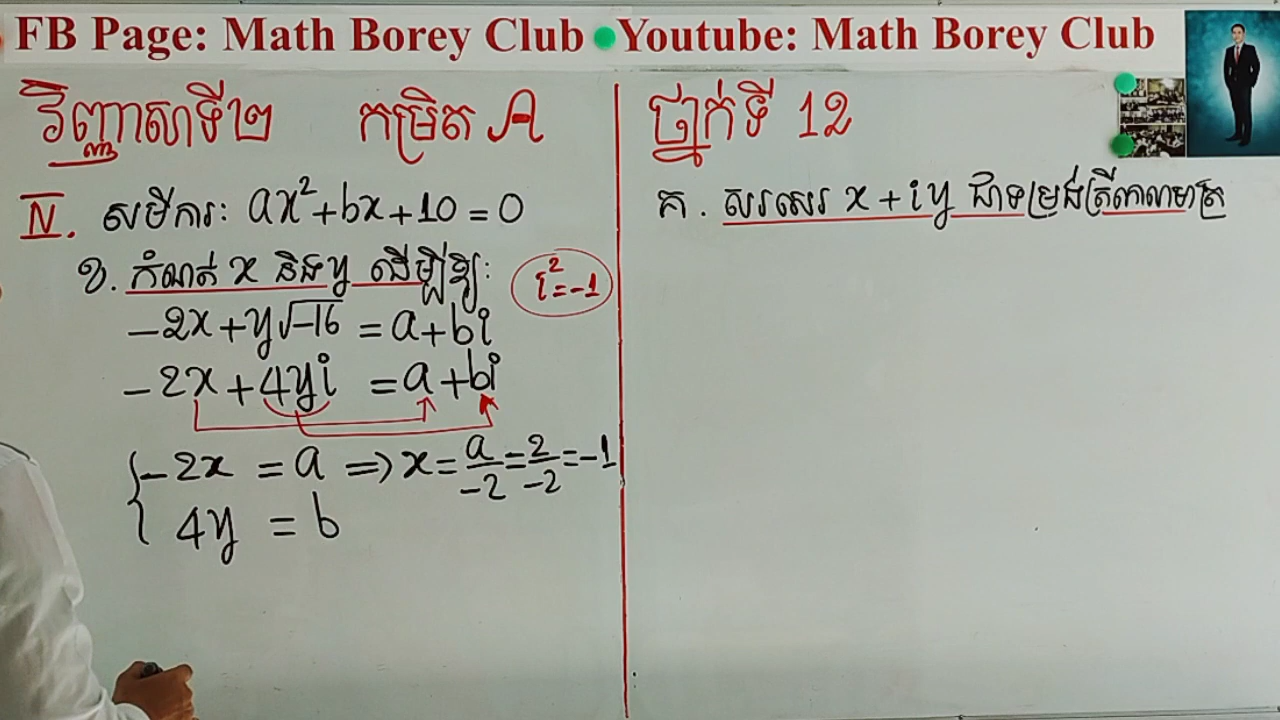 FB Page: Math Borey Club Youtube: Math Borey Club
វិញ្ញាសាទី២ កម្រិត A
IV. សមីការ: ax²+bx+10=0
ខ. កំណត់ x និង y ដើម្បីឱ្យ:
i²=-1
-2x+y√-16 = a+bi
-2x+4yi = a+bi
{-2x = a ⇒ x=a/-2=2/-2=-1
4y = b
ថ្នាក់ទី 12
គ. សរសេរ x+iy ជាទម្រង់ត្រីកោណមាត្រ